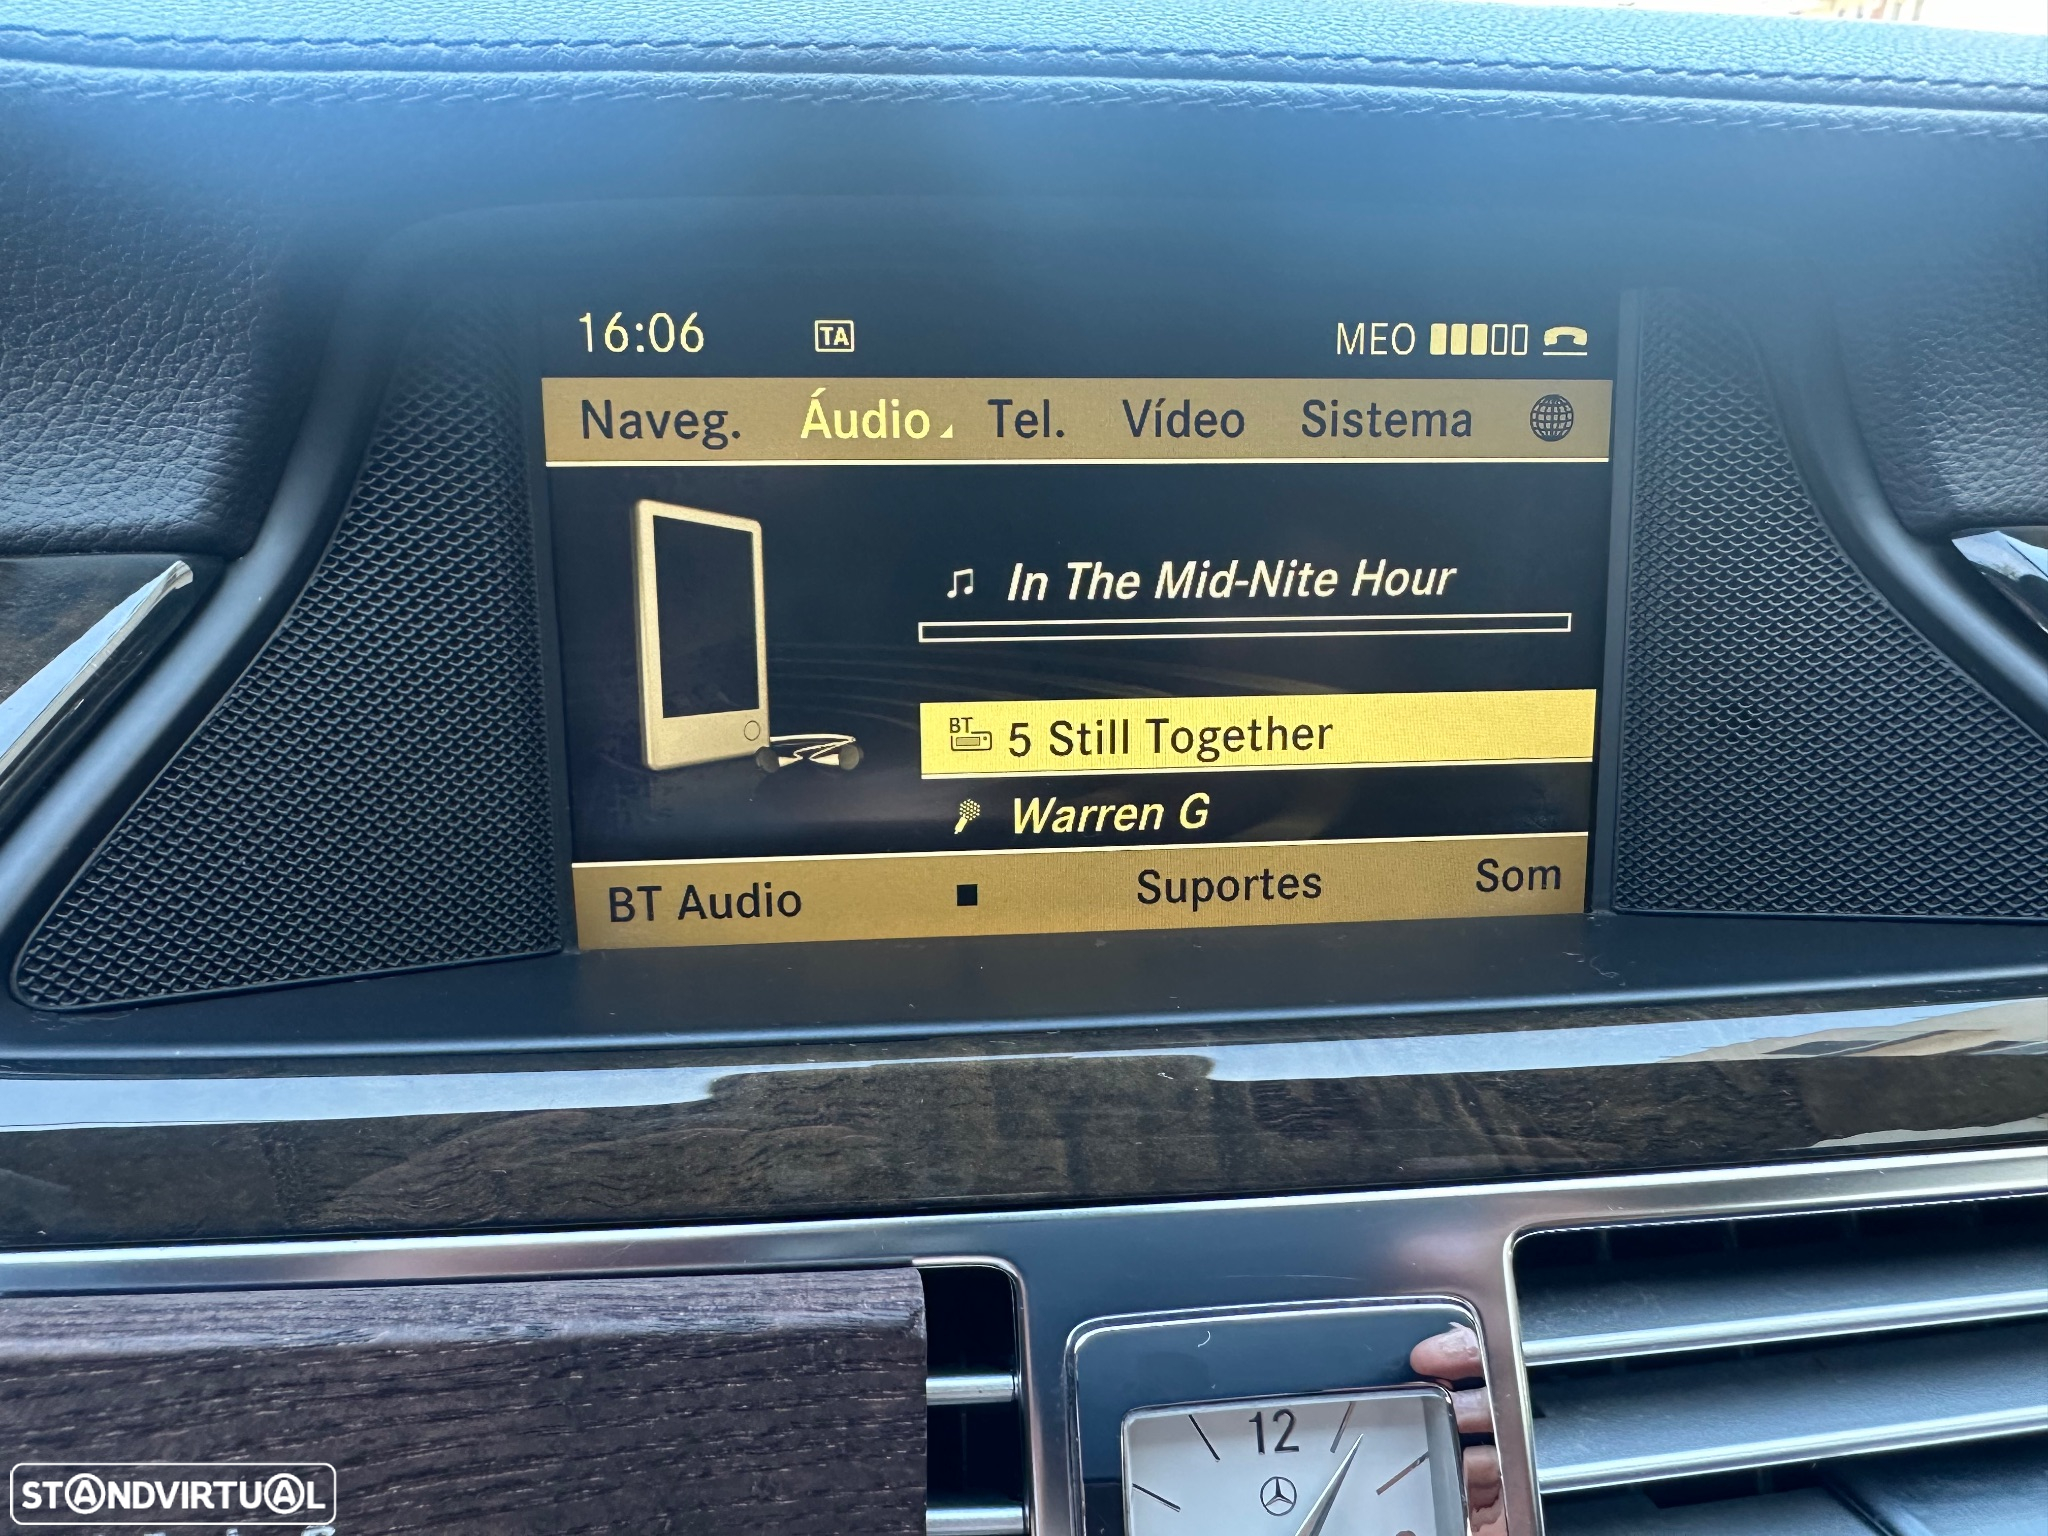 16:06 TA MEO
Naveg. Áudio Tel. Vídeo Sistema
In The Mid-Nite Hour
BT 5 Still Together
Warren G
BT Audio Suportes Som
12
STANDVIRTUAL